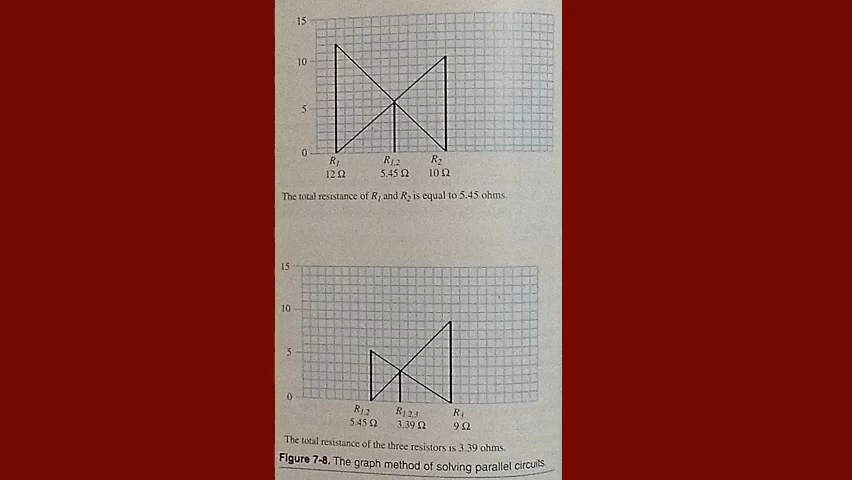 15
10
5
0
R1 R1,2 R2
12 Ω 5.45 Ω 10 Ω
The total resistance of R1 and R2 is equal to 5.45 ohms.
15
10
5
0
R1,2 R1,2,3 R3
5.45 Ω 3.39 Ω 9 Ω
The total resistance of the three resistors is 3.39 ohms.
Figure 7-8. The graph method of solving parallel circuits.